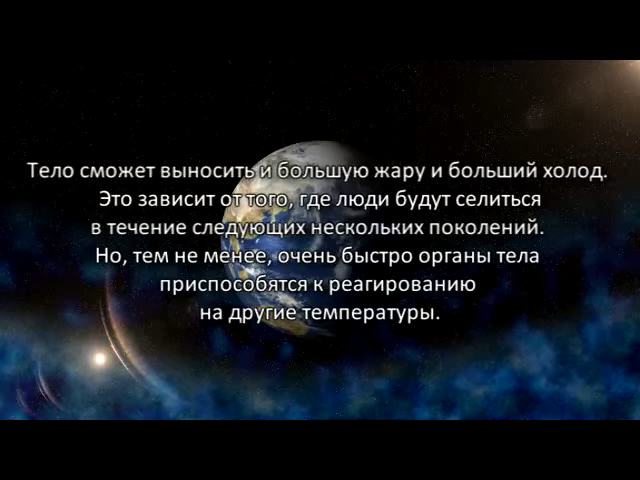 Тело сможет выносить и большую жару и больший холод.
Это зависит от того, где люди будут селиться
в течение следующих нескольких поколений.
Но, тем не менее, очень быстро органы тела
приспособятся к реагированию
на другие температуры.